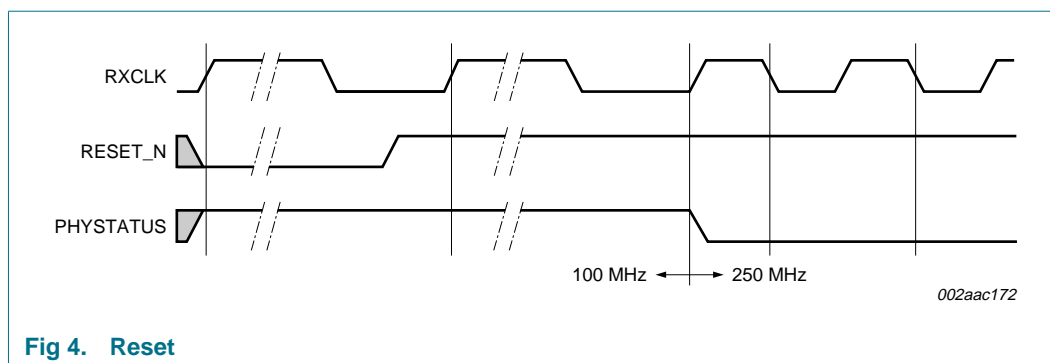 RXCLK
RESET_N
PHYSTATUS
100 MHz 250 MHz
002aac172
Fig 4. Reset